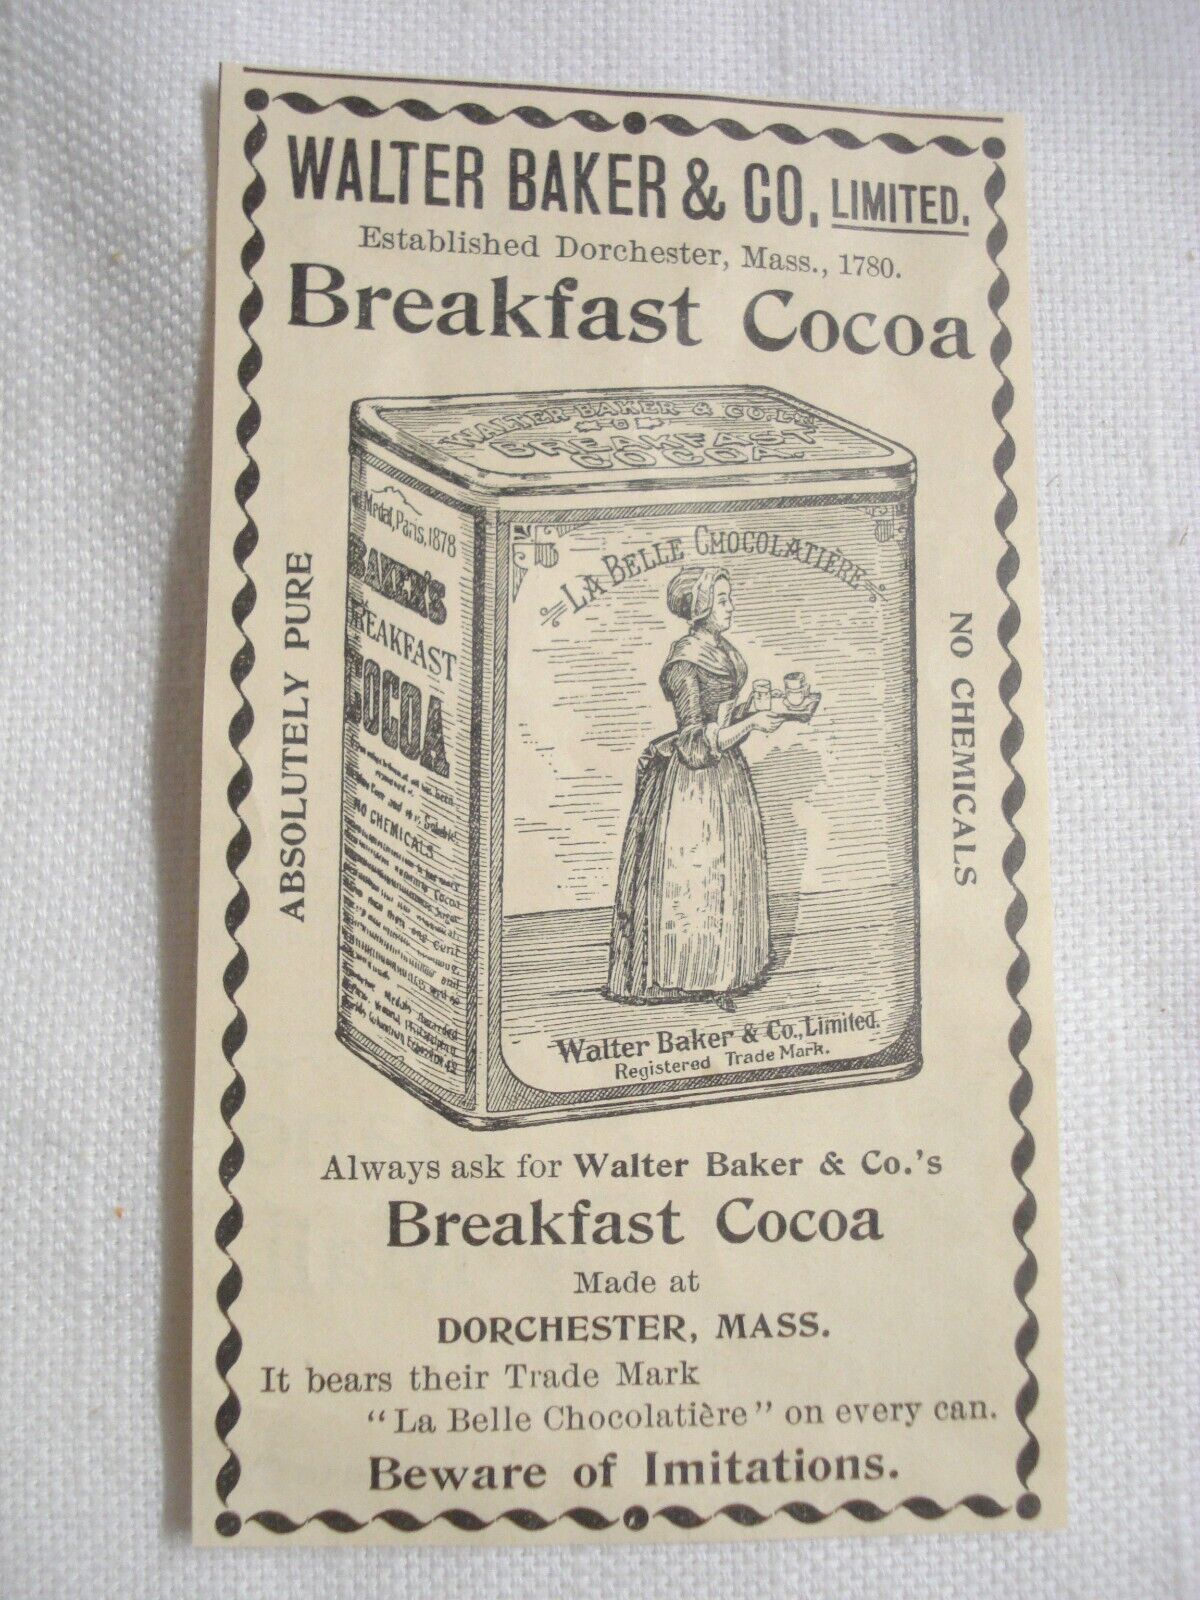 WALTER BAKER & CO. LIMITED.
Established Dorchester, Mass., 1780.
Breakfast Cocoa
ABSOLUTELY PURE
NO CHEMICALS
WALTER BAKER & CO. LTD.
BREAKFAST
COCOA.
Medal, Paris, 1878
BAKER'S
BREAKFAST
COCOA
NO CHEMICALS
LA BELLE CHOCOLATIÈRE
Walter Baker & Co., Limited.
Registered Trade Mark.
Always ask for Walter Baker & Co.'s
Breakfast Cocoa
Made at
DORCHESTER, MASS.
It bears their Trade Mark
"La Belle Chocolatière" on every can.
Beware of Imitations.